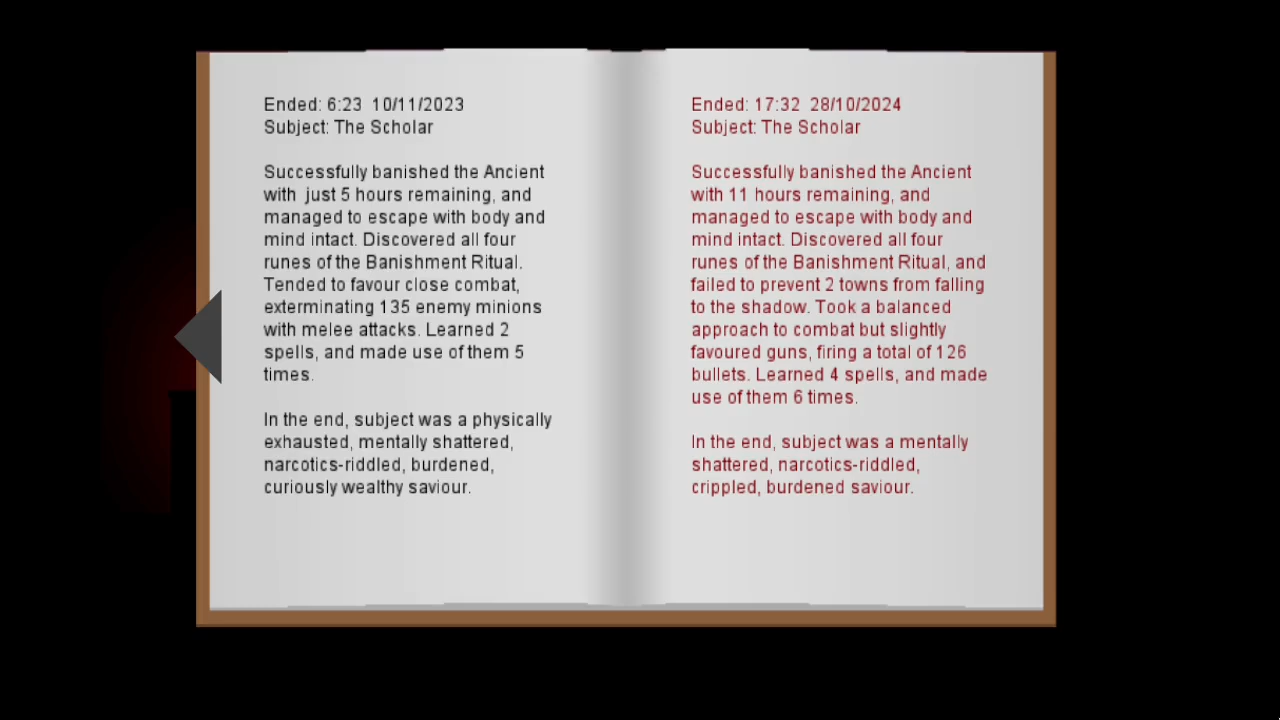 Ended: 6:23  10/11/2023
Subject: The Scholar
Successfully banished the Ancient
with  just 5 hours remaining, and
managed to escape with body and
mind intact. Discovered all four
runes of the Banishment Ritual.
Tended to favour close combat,
exterminating 135 enemy minions
with melee attacks. Learned 2
spells, and made use of them 5
times.
In the end, subject was a physically
exhausted, mentally shattered,
narcotics-riddled, burdened,
curiously wealthy saviour.
Ended: 17:32  28/10/2024
Subject: The Scholar
Successfully banished the Ancient
with 11 hours remaining, and
managed to escape with body and
mind intact. Discovered all four
runes of the Banishment Ritual, and
failed to prevent 2 towns from falling
to the shadow. Took a balanced
approach to combat but slightly
favoured guns, firing a total of 126
bullets. Learned 4 spells, and made
use of them 6 times.
In the end, subject was a mentally
shattered, narcotics-riddled,
crippled, burdened saviour.